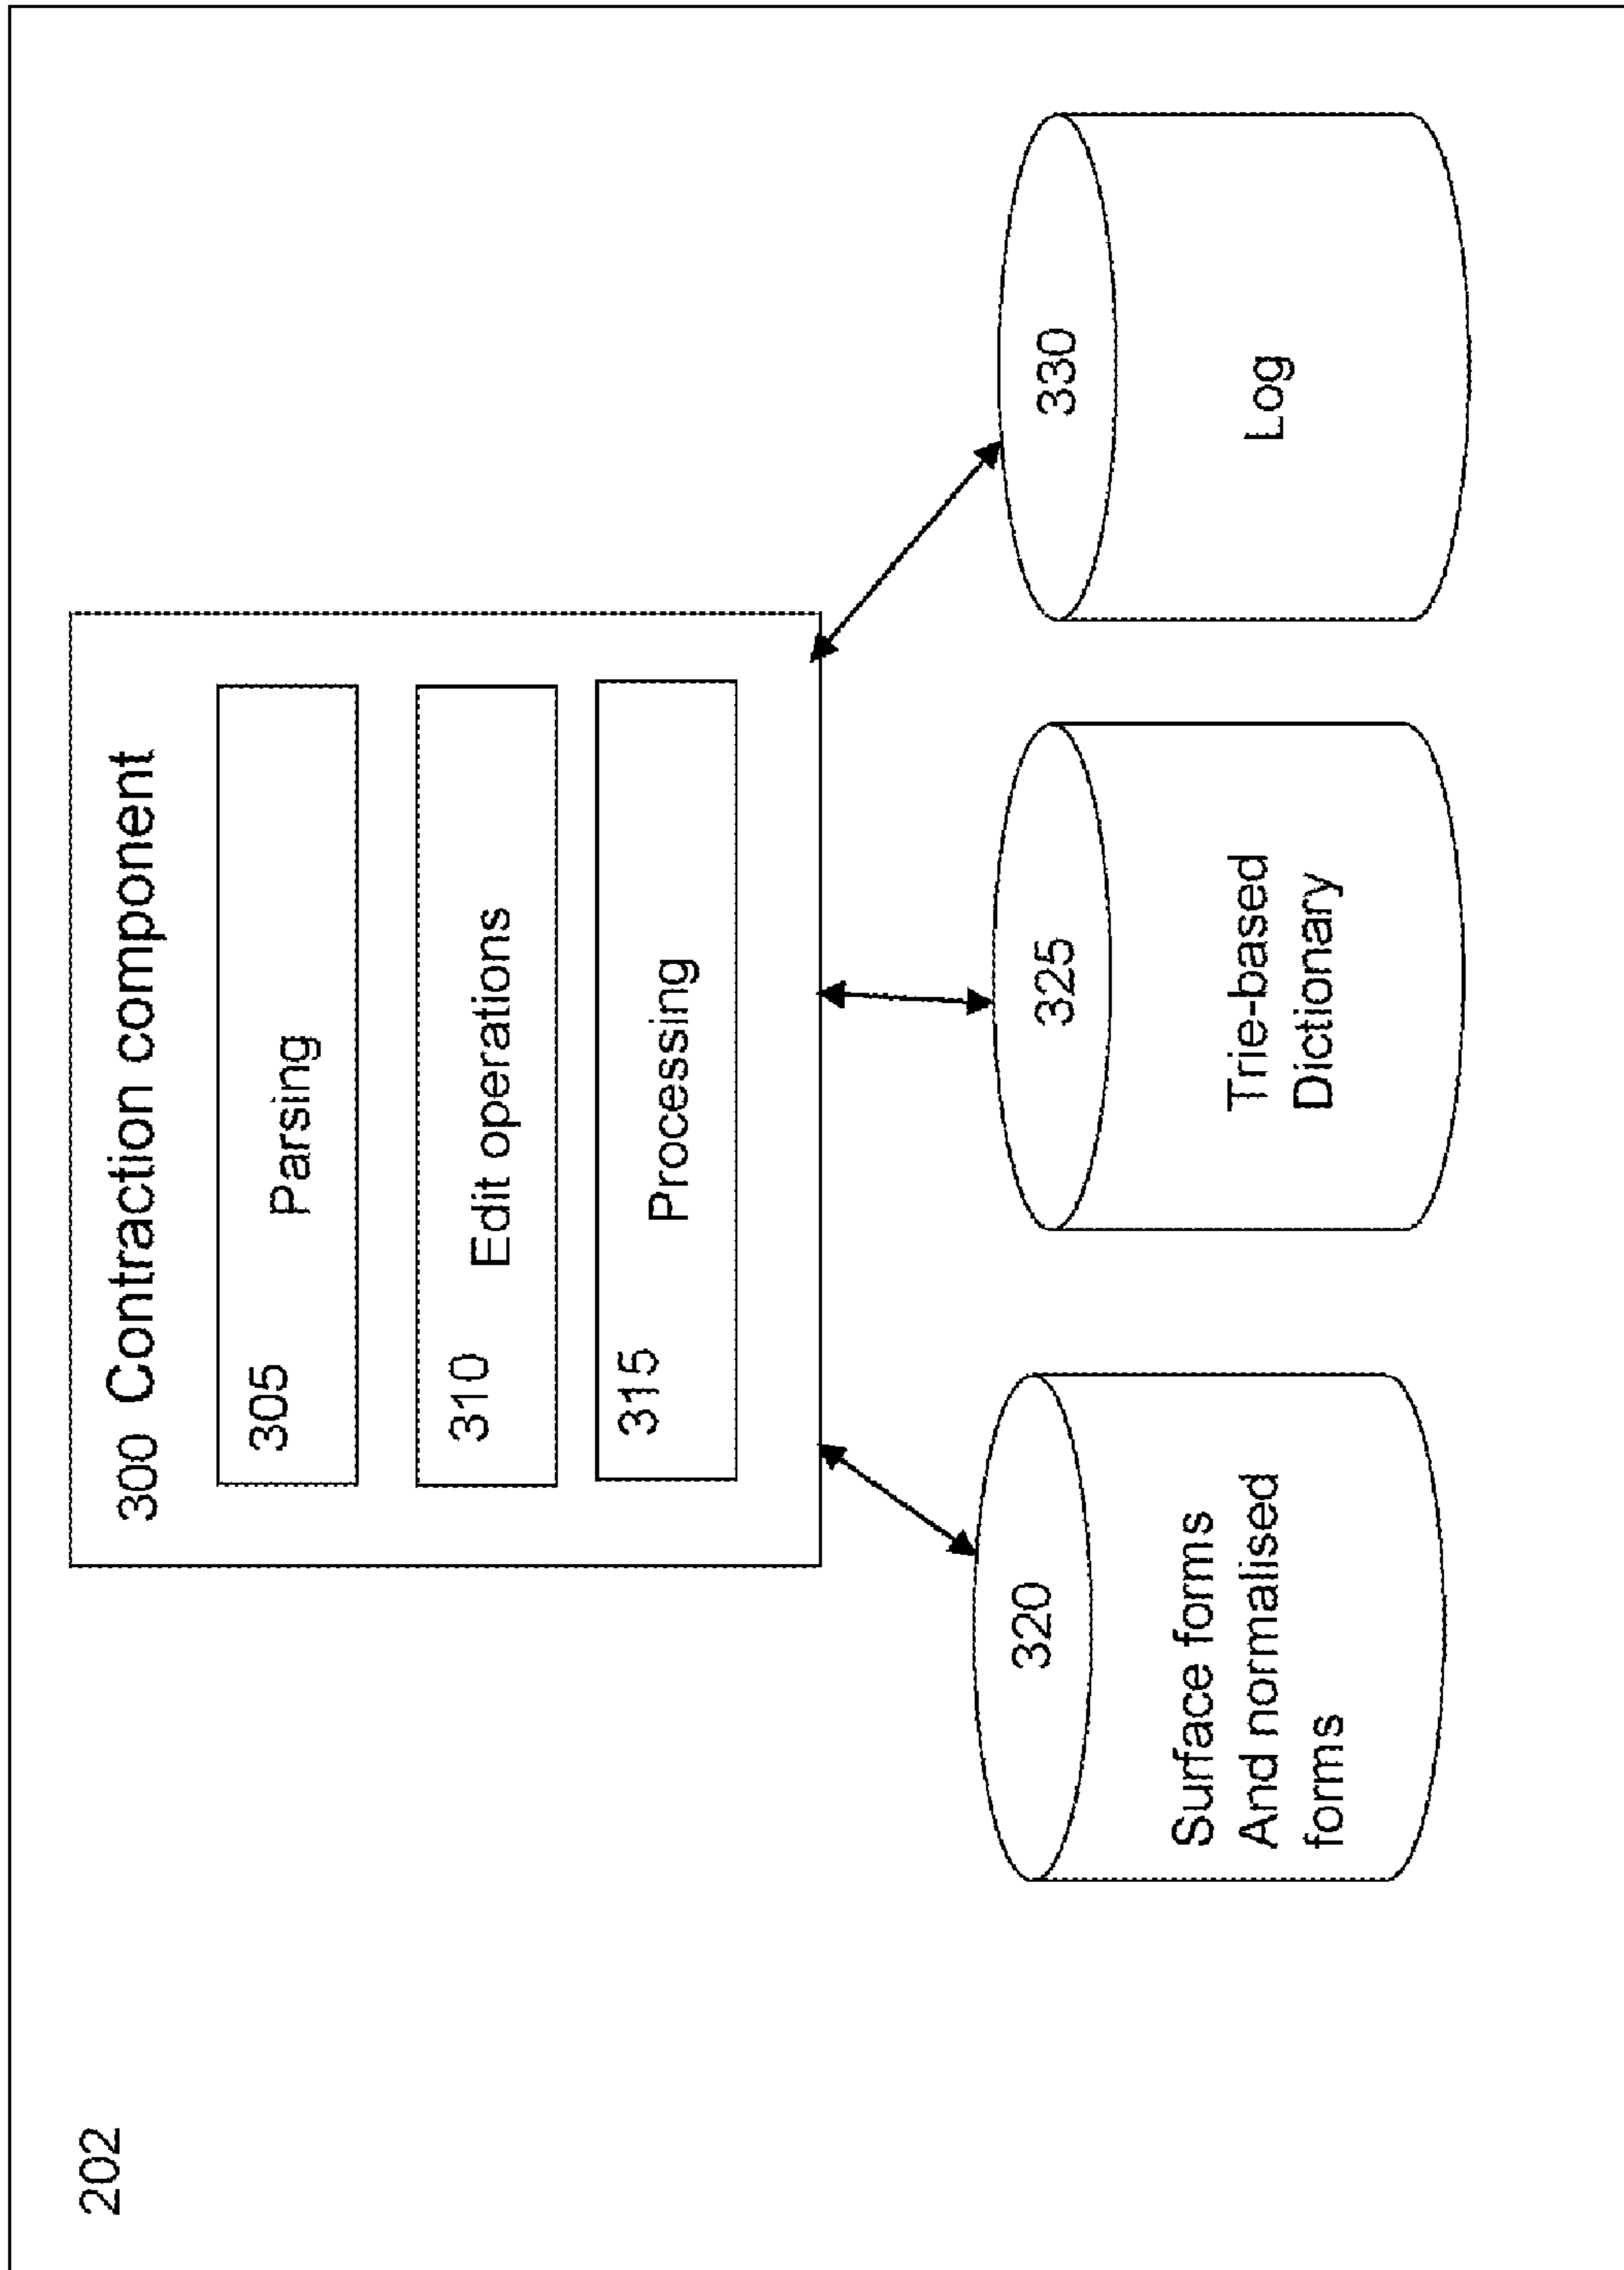 202
300 Contraction component
305 Parsing
310 Edit operations
315 Processing
320
Surface forms
And normalised
forms
325
Trie-based
Dictionary
330
Log